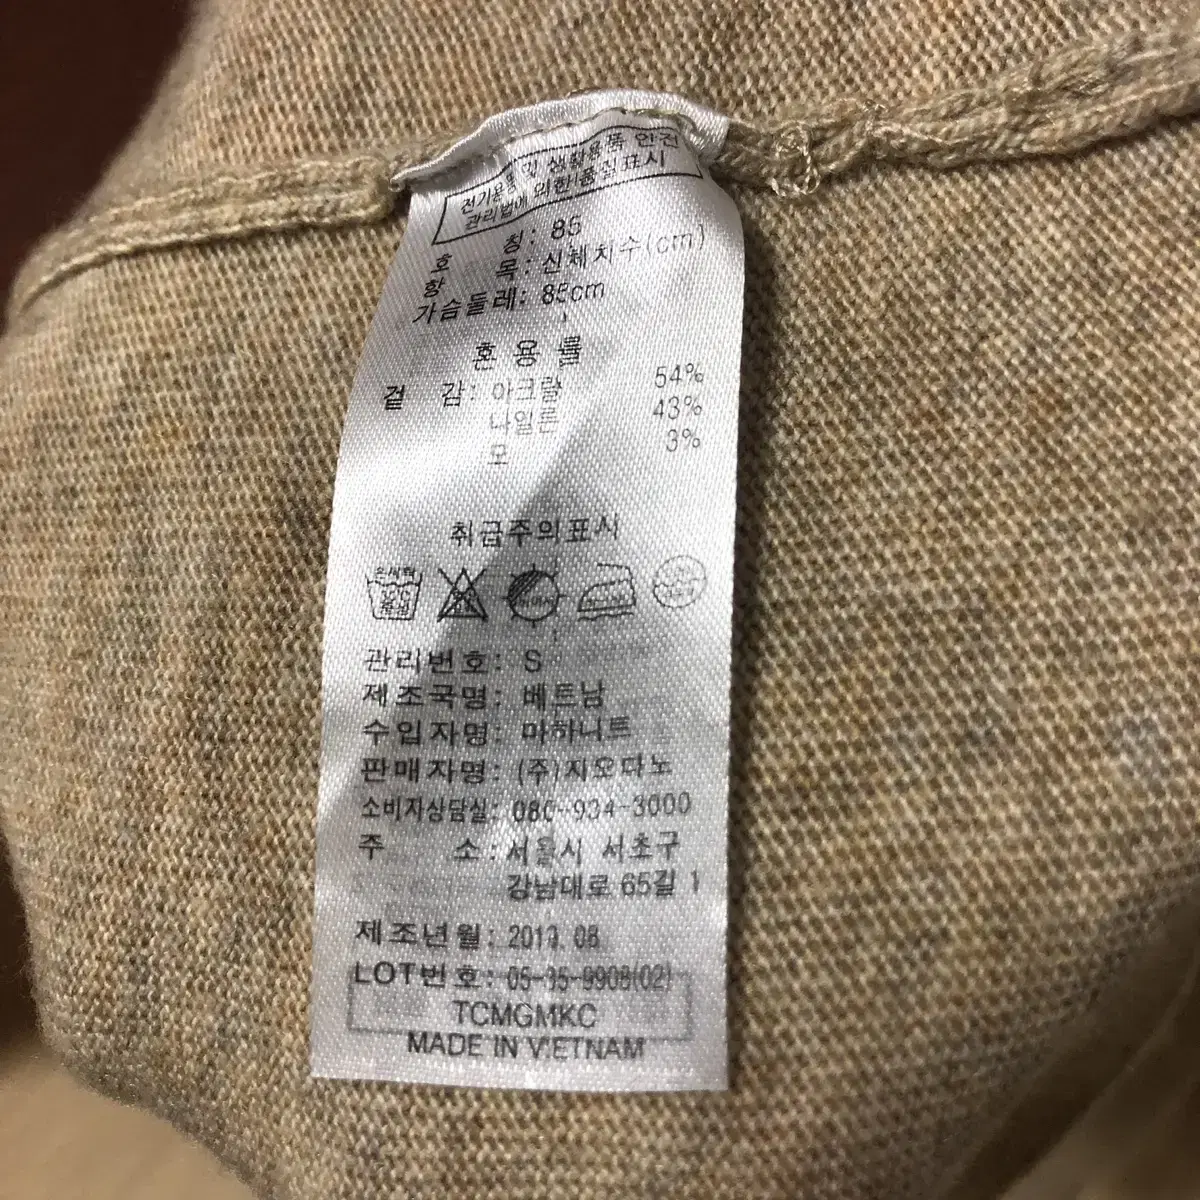 전기용품 및 생활용품 안전
관리법에 의한 품질표시
호 칭: 85
항 목: 신체치수(cm)
가슴둘레: 85cm
혼 용 률
겉 감: 아크릴 54%
나일론 43%
모 3%
취급주의표시
손세탁
관리번호: S
제조국명: 베트남
수입자명: 마하니트
판매자명: (주)지오다노
소비자상담실: 080-934-3000
주 소: 서울시 서초구
강남대로 65길 1
제조년월: 2019. 08
LOT번호: 05-35-9908(02)
TCMGMKC
MADE IN VIETNAM